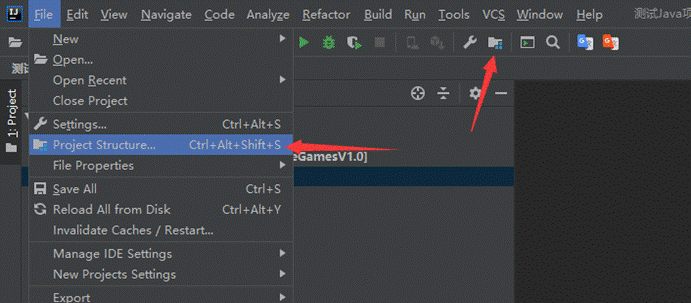 IJ File Edit View Navigate Code Analyze Refactor Build Run Tools VCS Window Help 测试Java项
测试
1: Project
New
Open...
Open Recent
Close Project
Settings... Ctrl+Alt+S
Project Structure... Ctrl+Alt+Shift+S
eGamesV1.0]
File Properties
Save All Ctrl+S
Reload All from Disk Ctrl+Alt+Y
Invalidate Caches / Restart...
Manage IDE Settings
New Projects Settings
Export